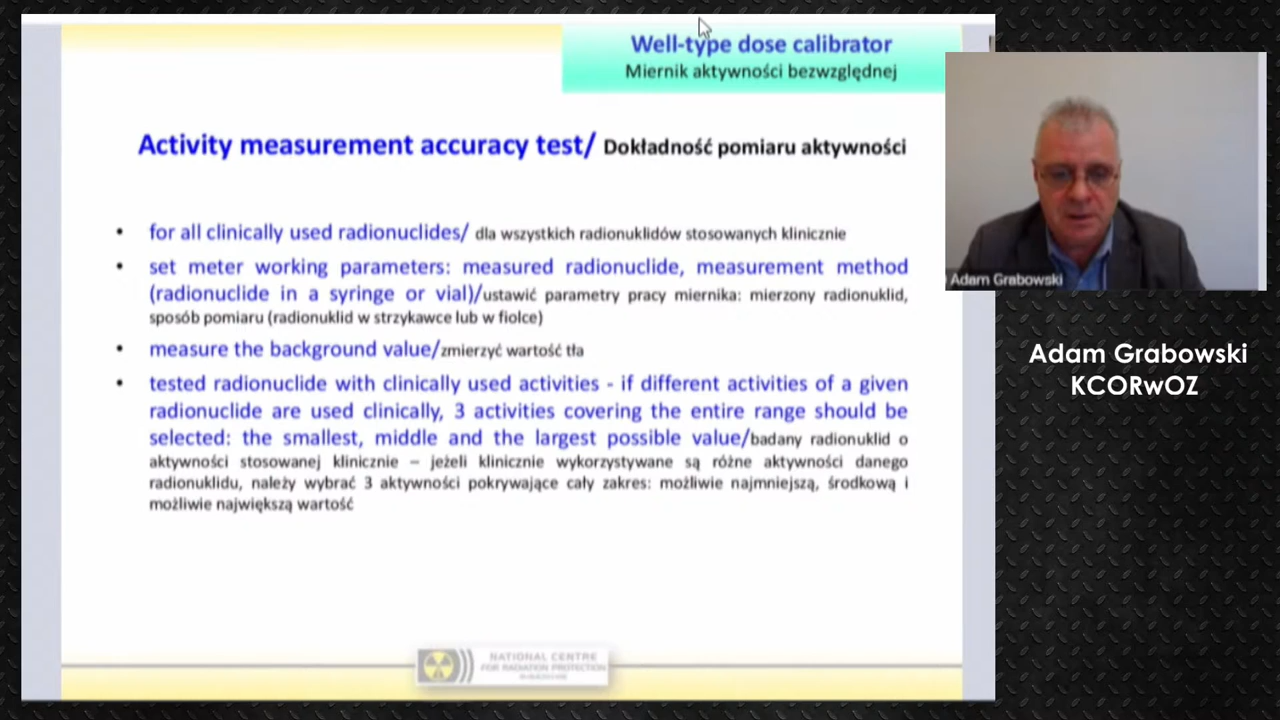 Well-type dose calibrator
Miernik aktywności bezwzględnej
Activity measurement accuracy test/ Dokładność pomiaru aktywności
• for all clinically used radionuclides/ dla wszystkich radionuklidów stosowanych klinicznie
• set meter working parameters: measured radionuclide, measurement method
(radionuclide in a syringe or vial)/ustawić parametry pracy miernika: mierzony radionuklid,
sposób pomiaru (radionuklid w strzykawce lub w fiolce)
• measure the background value/zmierzyć wartość tła
• tested radionuclide with clinically used activities - if different activities of a given
radionuclide are used clinically, 3 activities covering the entire range should be
selected: the smallest, middle and the largest possible value/badany radionuklid o
aktywności stosowanej klinicznie – jeżeli klinicznie wykorzystywane są różne aktywności danego
radionuklidu, należy wybrać 3 aktywności pokrywające cały zakres: możliwie najmniejszą, środkową i
możliwie największą wartość
NATIONAL CENTRE
FOR RADIATION PROTECTION
Adam Grabowski
Adam Grabowski
KCORwOZ